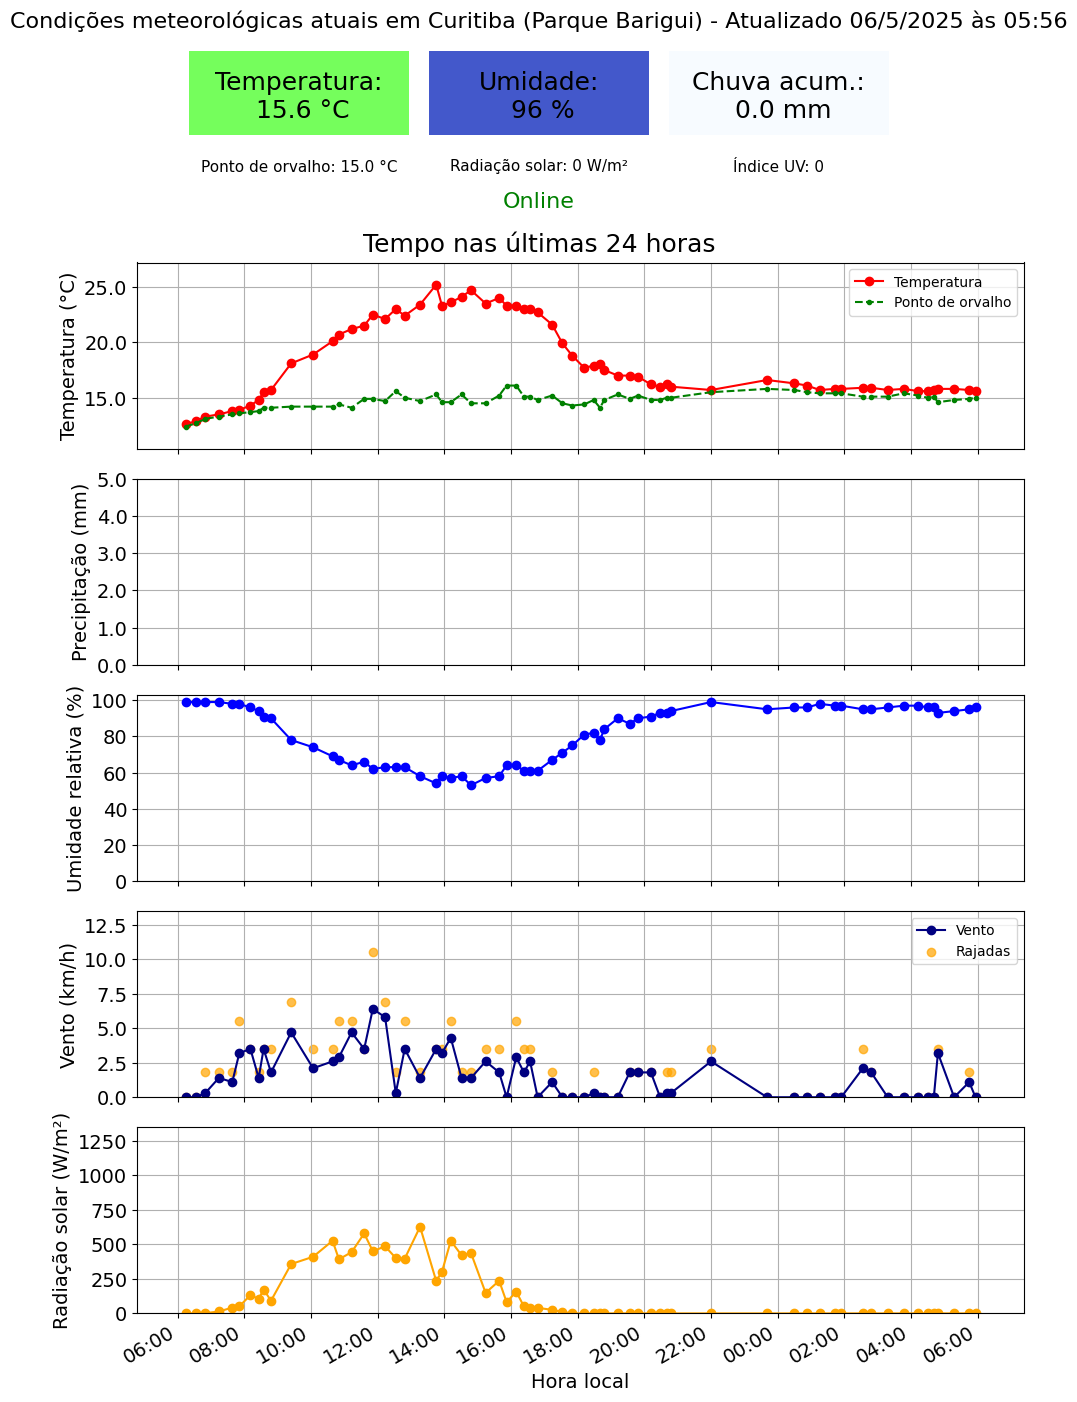 Condições meteorológicas atuais em Curitiba (Parque Barigui) - Atualizado 06/5/2025 às 05:56
Temperatura:
15.6 °C
Umidade:
96 %
Chuva acum.:
0.0 mm
Ponto de orvalho: 15.0 °C
Radiação solar: 0 W/m²
Índice UV: 0
Online
Tempo nas últimas 24 horas
Temperatura (°C)
25.0
20.0
15.0
Temperatura
Ponto de orvalho
Precipitação (mm)
5.0
4.0
3.0
2.0
1.0
0.0
Umidade relativa (%)
100
80
60
40
20
0
Vento (km/h)
12.5
10.0
7.5
5.0
2.5
0.0
Vento
Rajadas
Radiação solar (W/m²)
1250
1000
750
500
250
0
06:00
08:00
10:00
12:00
14:00
16:00
18:00
20:00
22:00
00:00
02:00
04:00
06:00
Hora local